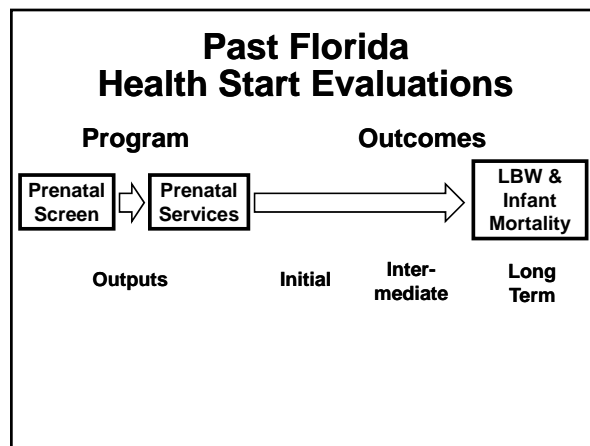 Past Florida
Health Start Evaluations
Program
Outcomes
Prenatal
Screen
Prenatal
Services
LBW &
Infant
Mortality
Outputs
Initial
Inter-
mediate
Long
Term